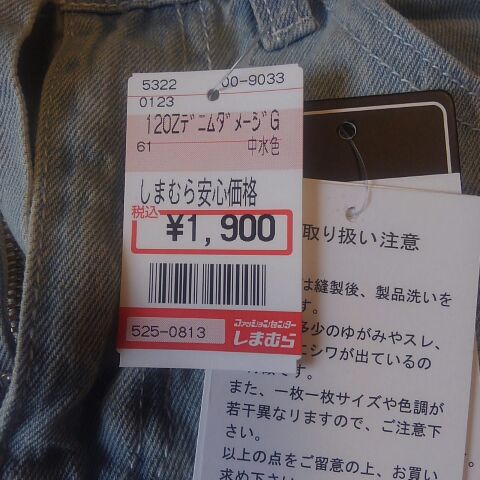 5322 00-9033
0123
120ZﾃﾞﾆﾑﾀﾞﾒｰｼﾞG
61 中水色
しまむら安心価格
税込
¥1,900
525-0813
ファッションセンター
しまむら
取り扱い注意
は縫製後、製品洗いを
す。
多少のゆがみやスレ、
シワが出ているの
です。
また、一枚一枚サイズや色調が
若干異なりますので、ご注意下
さい。
以上の点をご留意の上、お買い
求め下さい